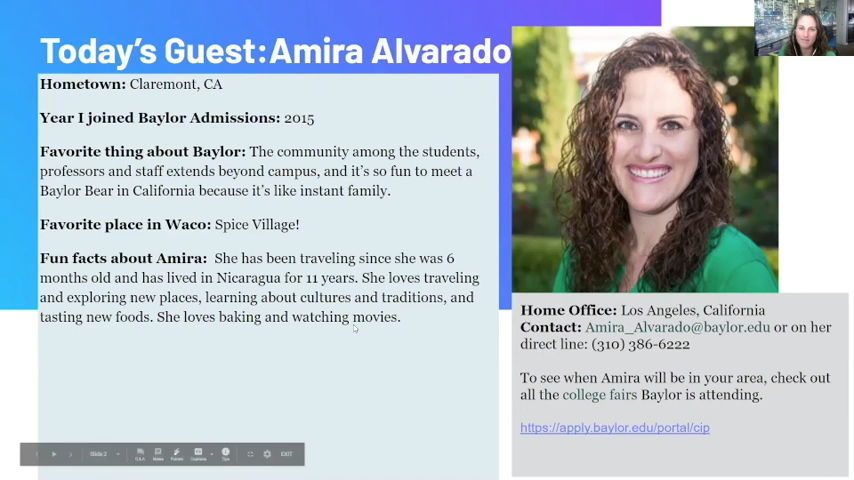 Today's Guest:Amira Alvarado
Hometown: Claremont, CA
Year I joined Baylor Admissions: 2015
Favorite thing about Baylor: The community among the students,
professors and staff extends beyond campus, and it's so fun to meet a
Baylor Bear in California because it's like instant family.
Favorite place in Waco: Spice Village!
Fun facts about Amira: She has been traveling since she was 6
months old and has lived in Nicaragua for 11 years. She loves traveling
and exploring new places, learning about cultures and traditions, and
tasting new foods. She loves baking and watching movies.
Home Office: Los Angeles, California
Contact: Amira_Alvarado@baylor.edu or on her
direct line: (310) 386-6222
To see when Amira will be in your area, check out
all the college fairs Baylor is attending.
https://apply.baylor.edu/portal/cip
Slide 2
Q&A Notes Pointer Captions Tips
EXIT